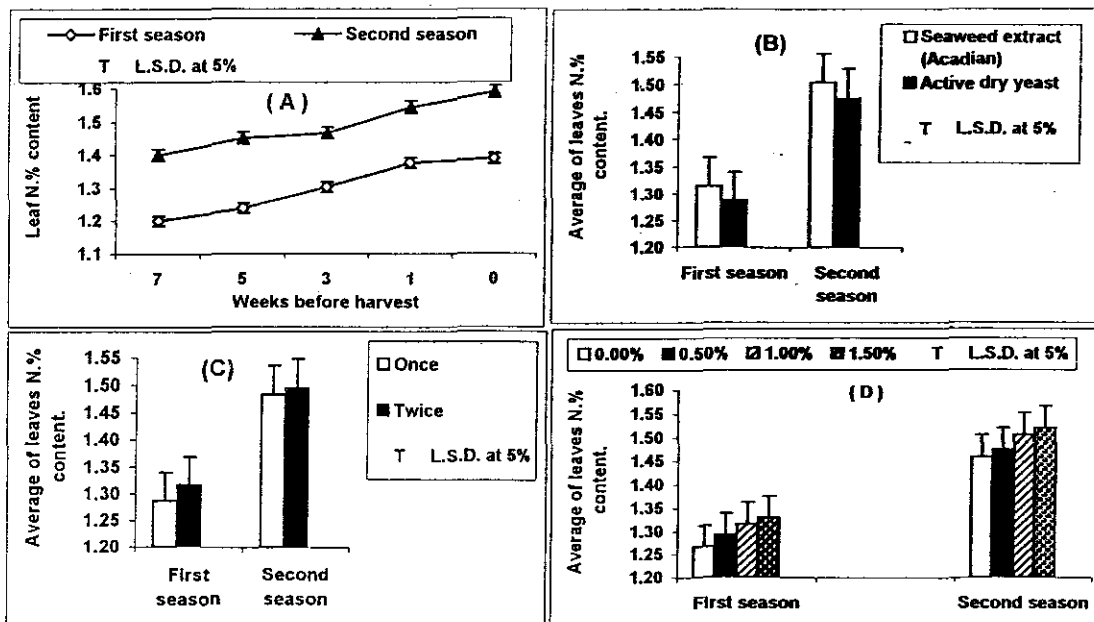 First season
Second season
T L.S.D. at 5%
(A)
Leaf N.% content
1.6
1.5
1.4
1.3
1.2
1.1
7 5 3 1 0
Weeks before harvest
(B)
Seaweed extract
(Acadian)
Active dry yeast
T L.S.D. at 5%
Average of leaves N.%
content.
1.55
1.50
1.45
1.40
1.35
1.30
1.25
1.20
First season Second
season
(C)
Once
Twice
T L.S.D. at 5%
Average of leaves N.%
content.
1.55
1.50
1.45
1.40
1.35
1.30
1.25
1.20
First Second
season season
0.00% 0.50% 1.00% 1.50% T L.S.D. at 5%
(D)
Average of leaves N.%
content.
1.60
1.55
1.50
1.45
1.40
1.35
1.30
1.25
1.20
First season Second season